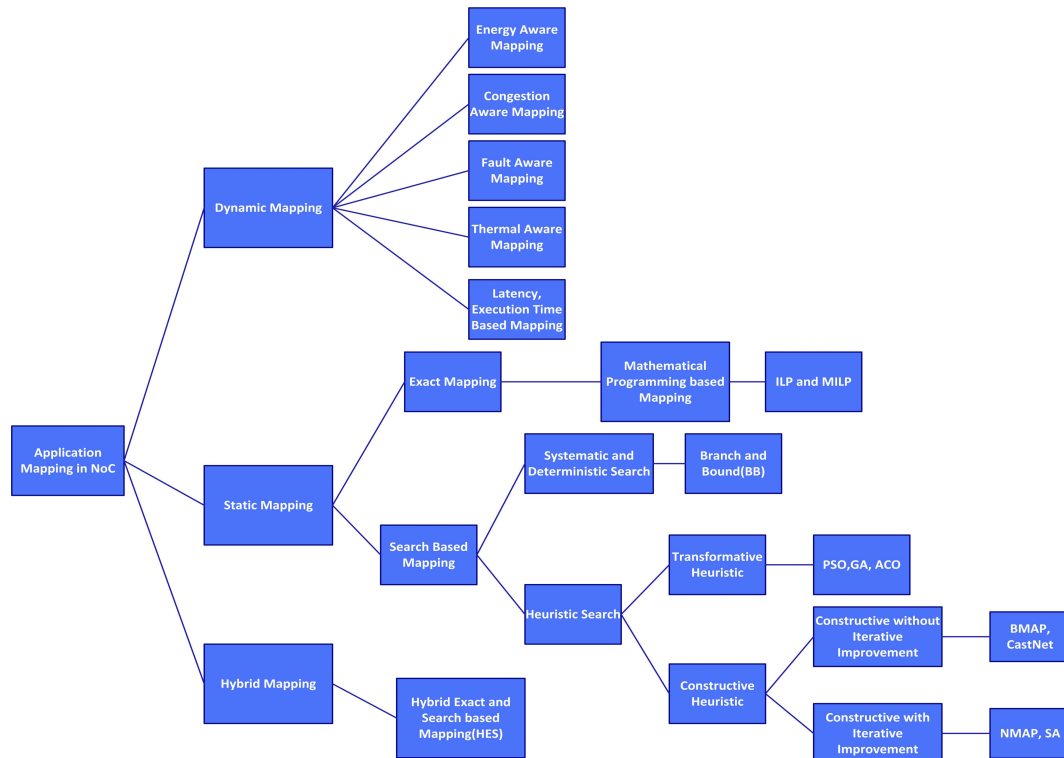 Energy Aware
Mapping
Congestion
Aware Mapping
Fault Aware
Mapping
Dynamic Mapping
Thermal Aware
Mapping
Latency,
Execution Time
Based Mapping
Exact Mapping
Mathematical
Programming based
Mapping
ILP and MILP
Application
Mapping in NoC
Systematic and
Deterministic Search
Branch and
Bound(BB)
Static Mapping
Search Based
Mapping
Transformative
Heuristic
PSO,GA, ACO
Heuristic Search
Constructive without
Iterative
Improvement
BMAP,
CastNet
Hybrid Mapping
Constructive
Heuristic
Hybrid Exact and
Search based
Mapping(HES)
Constructive with
Iterative
Improvement
NMAP, SA